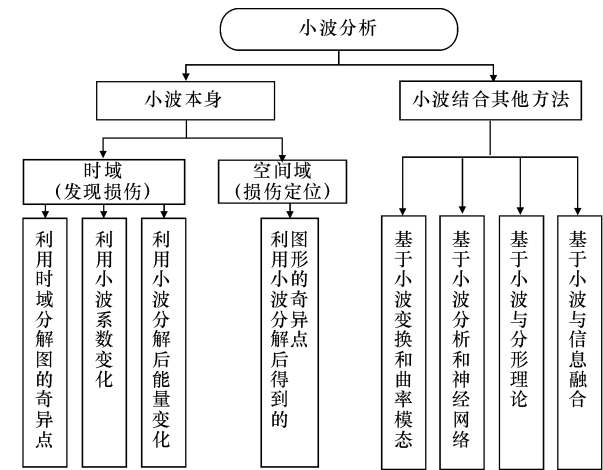 小波分析
小波本身
小波结合其他方法
时域
(发现损伤)
空间域
(损伤定位)
利用时域分解图的奇异点
利用小波系数变化
利用小波分解后能量变化
利用小波分解后得到的
图形的奇异点
基于小波变换和曲率模态
基于小波分析和神经网络
基于小波与分形理论
基于小波与信息融合